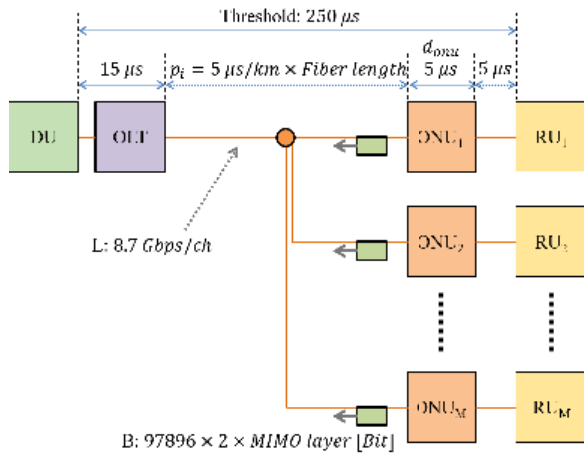 Threshold: 250 μs
d_onu
15 μs
p_i = 5 μs/km × Fiber length
5 μs
5 μs
DU
OLT
ONU_1
RU_1
L: 8.7 Gbps/ch
ONU_2
RU_2
ONU_M
RU_M
B: 97896 × 2 × MIMO layer [Bit]